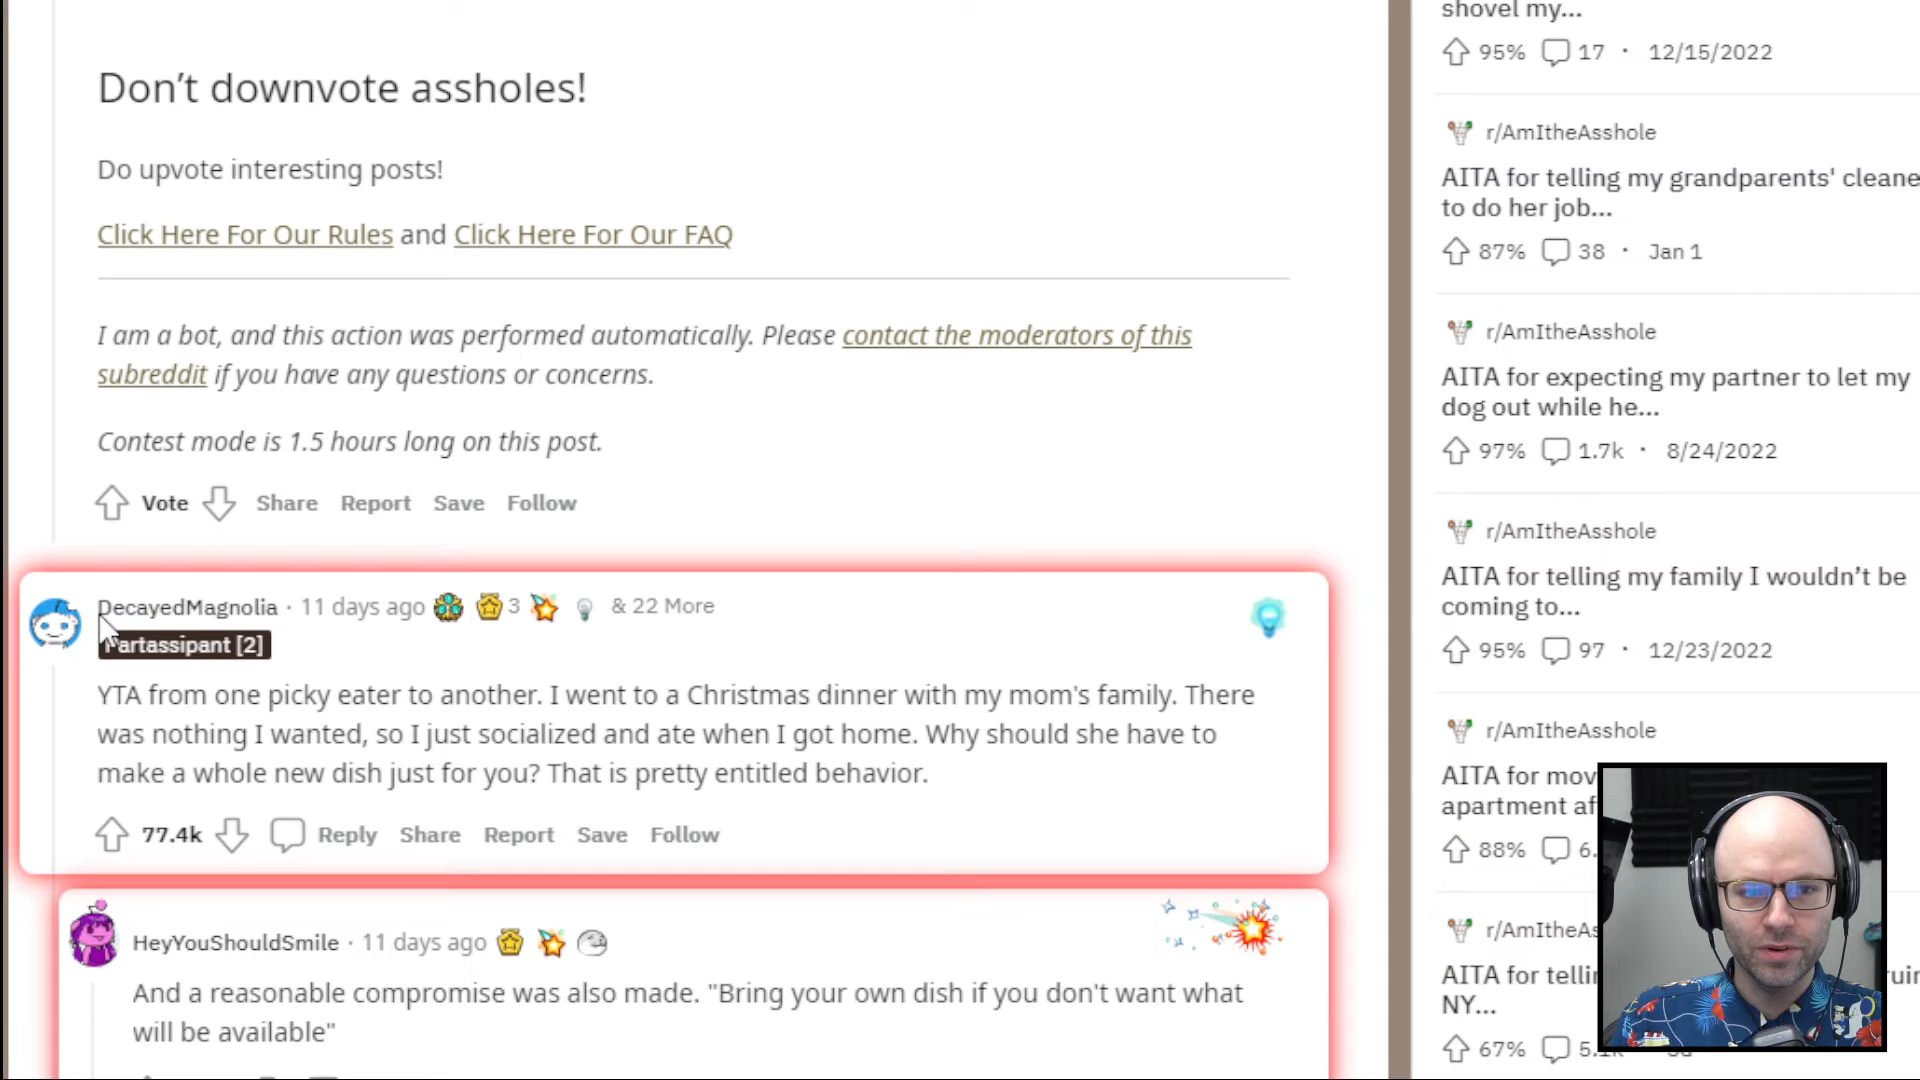 Don't downvote assholes!
Do upvote interesting posts!
Click Here For Our Rules and Click Here For Our FAQ
I am a bot, and this action was performed automatically. Please contact the moderators of this
subreddit if you have any questions or concerns.
Contest mode is 1.5 hours long on this post.
Vote Share Report Save Follow
DecayedMagnolia · 11 days ago 3 & 22 More
Partassipant [2]
YTA from one picky eater to another. I went to a Christmas dinner with my mom's family. There
was nothing I wanted, so I just socialized and ate when I got home. Why should she have to
make a whole new dish just for you? That is pretty entitled behavior.
77.4k Reply Share Report Save Follow
HeyYouShouldSmile · 11 days ago
And a reasonable compromise was also made. "Bring your own dish if you don't want what
will be available"
shovel my...
95% 17 · 12/15/2022
r/AmItheAsshole
AITA for telling my grandparents' cleane
to do her job...
87% 38 · Jan 1
r/AmItheAsshole
AITA for expecting my partner to let my
dog out while he...
97% 1.7k · 8/24/2022
r/AmItheAsshole
AITA for telling my family I wouldn't be
coming to...
95% 97 · 12/23/2022
r/AmItheAsshole
AITA for mov
apartment af
88% 6.
r/AmItheAs
AITA for tellin
NY...
67%